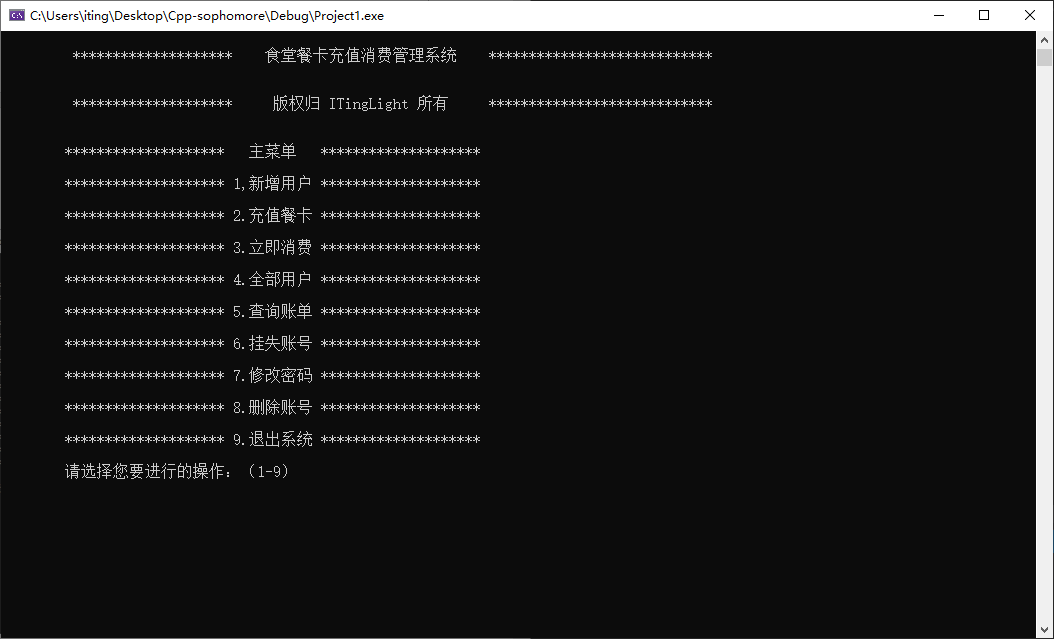 C:\Users\iting\Desktop\Cpp-sophomore\Debug\Project1.exe
******************** 食堂餐卡充值消费管理系统 ****************************
******************** 版权归 ITingLight 所有 ****************************
******************** 主菜单 ********************
******************** 1,新增用户 ********************
******************** 2.充值餐卡 ********************
******************** 3.立即消费 ********************
******************** 4.全部用户 ********************
******************** 5.查询账单 ********************
******************** 6.挂失账号 ********************
******************** 7.修改密码 ********************
******************** 8.删除账号 ********************
******************** 9.退出系统 ********************
请选择您要进行的操作：（1-9）